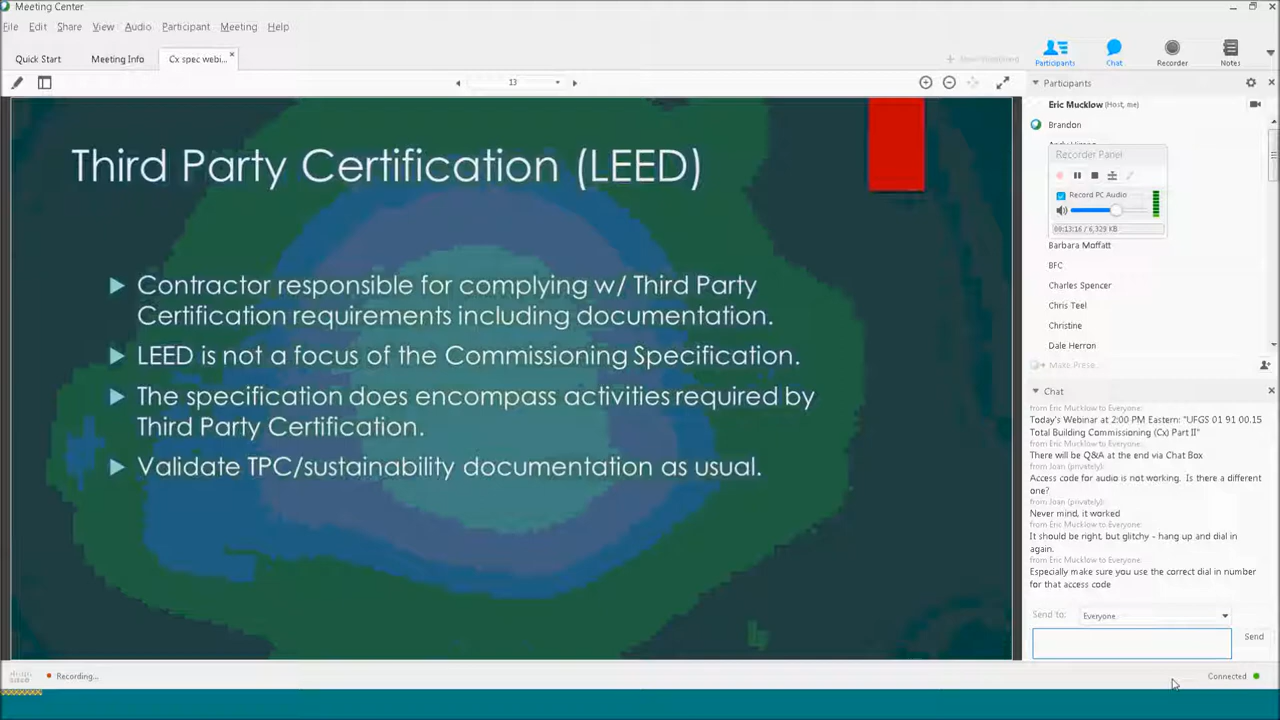 Meeting Center
File Edit Share View Audio Participant Meeting Help
Quick Start Meeting Info Cx spec webi...
Participants Chat Recorder Notes
13
Participants
Third Party Certification (LEED)
Contractor responsible for complying w/ Third Party
Certification requirements including documentation.
LEED is not a focus of the Commissioning Specification.
The specification does encompass activities required by
Third Party Certification.
Validate TPC/sustainability documentation as usual.
Eric Mucklow (Host, me)
Brandon
Recorder Panel
Record PC Audio
00:13:16 / 6,329 KB
Barbara Moffatt
BFC
Charles Spencer
Chris Teel
Christine
Dale Herron
Make Prese
Chat
from Eric Mucklow to Everyone:
Today's Webinar at 2:00 PM Eastern: "UFGS 01 91 00.15
Total Building Commissioning (Cx) Part II"
from Eric Mucklow to Everyone:
There will be Q&A at the end via Chat Box
from Joan (privately):
Access code for audio is not working. Is there a different
one?
from Joan (privately):
Never mind, it worked
from Eric Mucklow to Everyone:
It should be right, but glitchy - hang up and dial in
again.
from Eric Mucklow to Everyone:
Especially make sure you use the correct dial in number
for that access code
Send to: Everyone
Send
Recording...
Connected